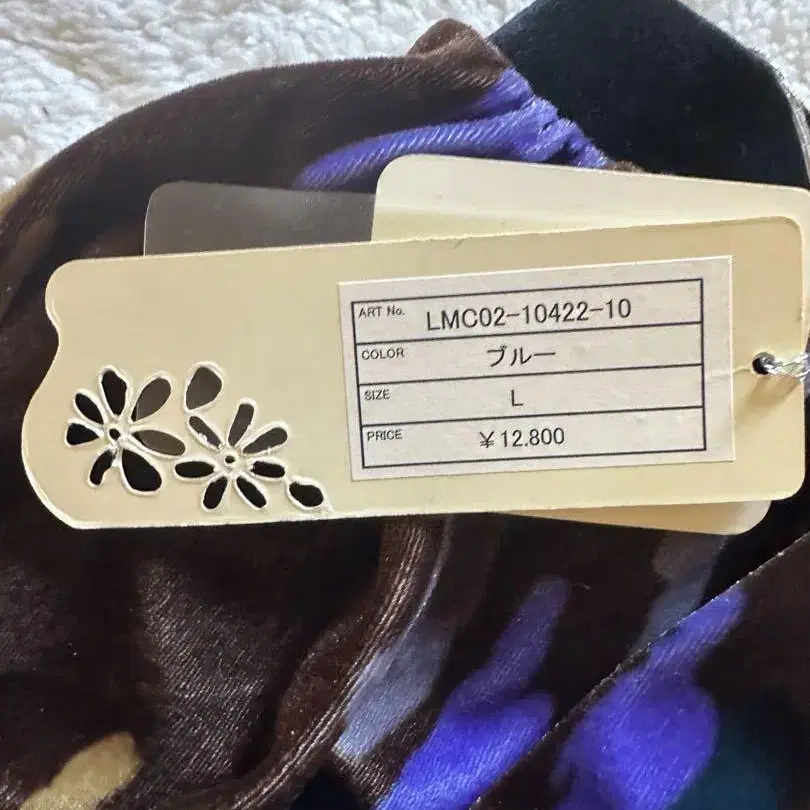 ART No. LMC02-10422-10
COLOR ブルー
SIZE L
PRICE ￥12.800